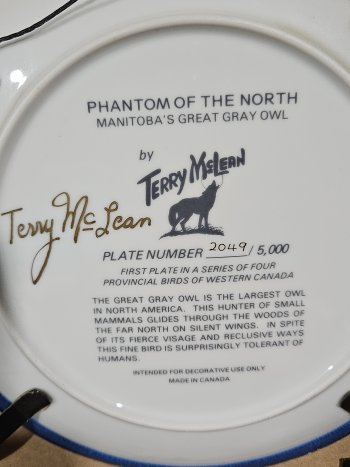 PHANTOM OF THE NORTH
MANITOBA'S GREAT GRAY OWL
by
TERRY McLEAN
Terry McLean
PLATE NUMBER 2049 / 5,000
FIRST PLATE IN A SERIES OF FOUR
PROVINCIAL BIRDS OF WESTERN CANADA
THE GREAT GRAY OWL IS THE LARGEST OWL
IN NORTH AMERICA. THIS HUNTER OF SMALL
MAMMALS GLIDES THROUGH THE WOODS OF
THE FAR NORTH ON SILENT WINGS. IN SPITE
OF ITS FIERCE VISAGE AND RECLUSIVE WAYS
THIS FINE BIRD IS SURPRISINGLY TOLERANT OF
HUMANS.
INTENDED FOR DECORATIVE USE ONLY
MADE IN CANADA